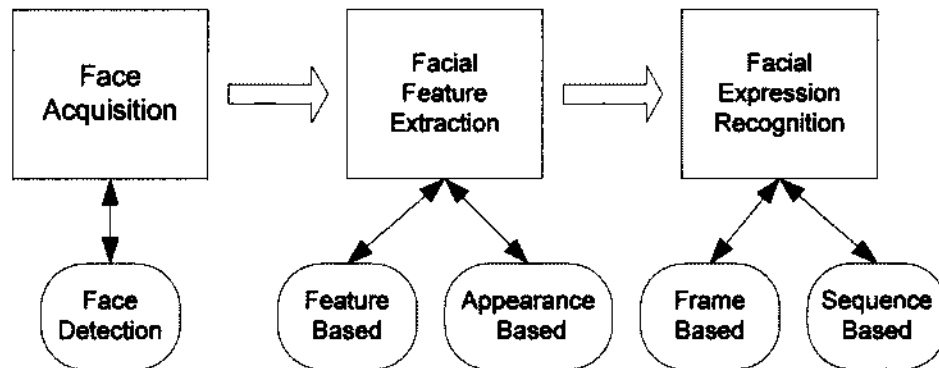 Face
Acquisition
Facial
Feature
Extraction
Facial
Expression
Recognition
Face
Detection
Feature
Based
Appearance
Based
Frame
Based
Sequence
Based